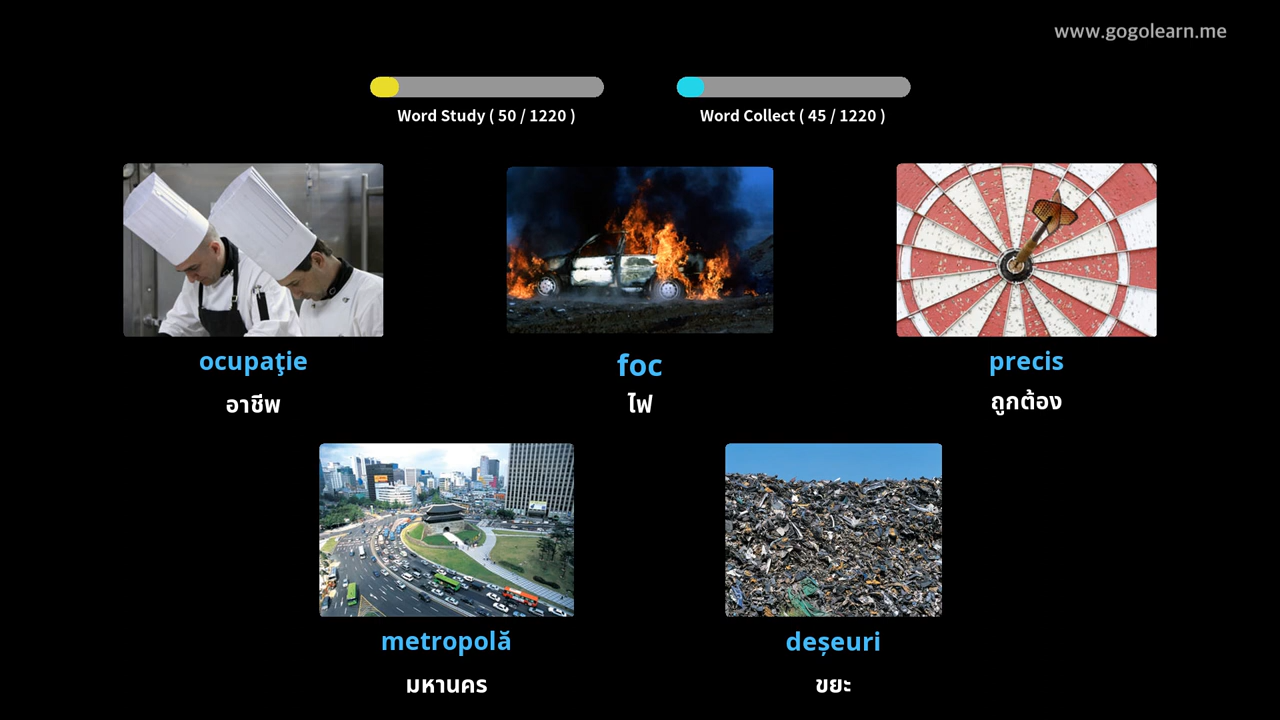 www.gogolearn.me
Word Study ( 50 / 1220 )
Word Collect ( 45 / 1220 )
ocupaţie
foc
precis
อาชีพ
ไฟ
ถูกต้อง
metropolă
deșeuri
มหานคร
ขยะ